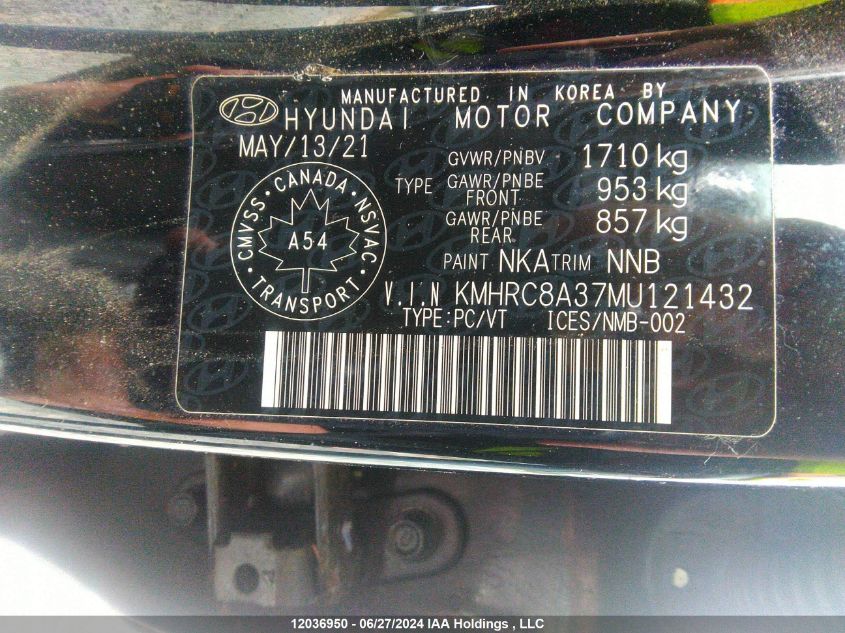 MANUFACTURED IN KOREA BY
HYUNDAI MOTOR COMPANY
MAY/13/21
GVWR/PNBV 1710 kg
TYPE GAWR/PNBE FRONT 953 kg
GAWR/PNBE REAR 857 kg
CMVSS • CANADA • NSVAC • TRANSPORT •
A54
PAINT NKA TRIM NNB
V.I.N KMHRC8A37MU121432
TYPE:PC/VT ICES/NMB-002
12036950 - 06/27/2024 IAA Holdings , LLC